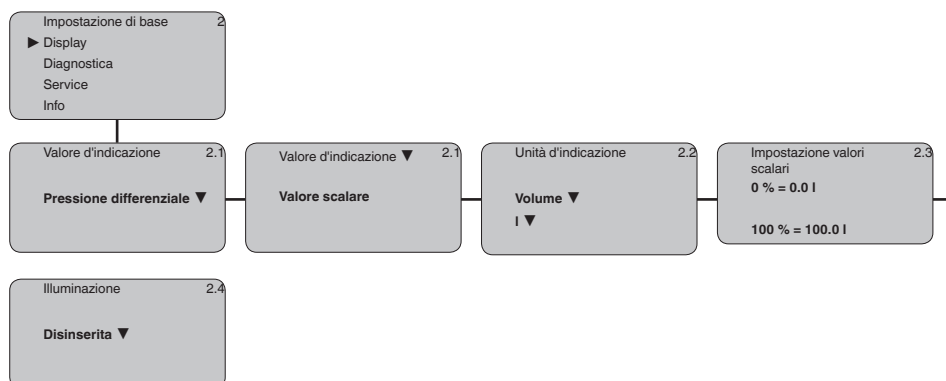 Impostazione di base 2
▶ Display
Diagnostica
Service
Info
Valore d'indicazione 2.1
Pressione differenziale ▼
Valore d'indicazione ▼ 2.1
Valore scalare
Unità d'indicazione 2.2
Volume ▼
l ▼
Impostazione valori 2.3
scalari
0 % = 0.0 l
100 % = 100.0 l
Illuminazione 2.4
Disinserita ▼